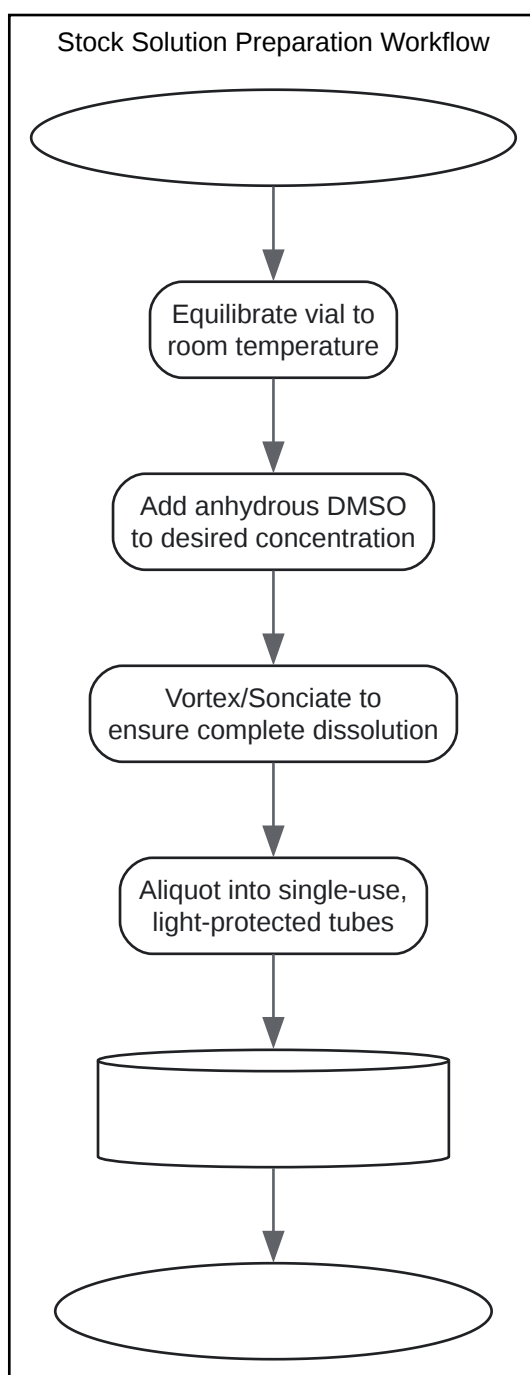 Stock Solution Preparation Workflow
Equilibrate vial to
room temperature
Add anhydrous DMSO
to desired concentration
Vortex/Sonciate to
ensure complete dissolution
Aliquot into single-use,
light-protected tubes